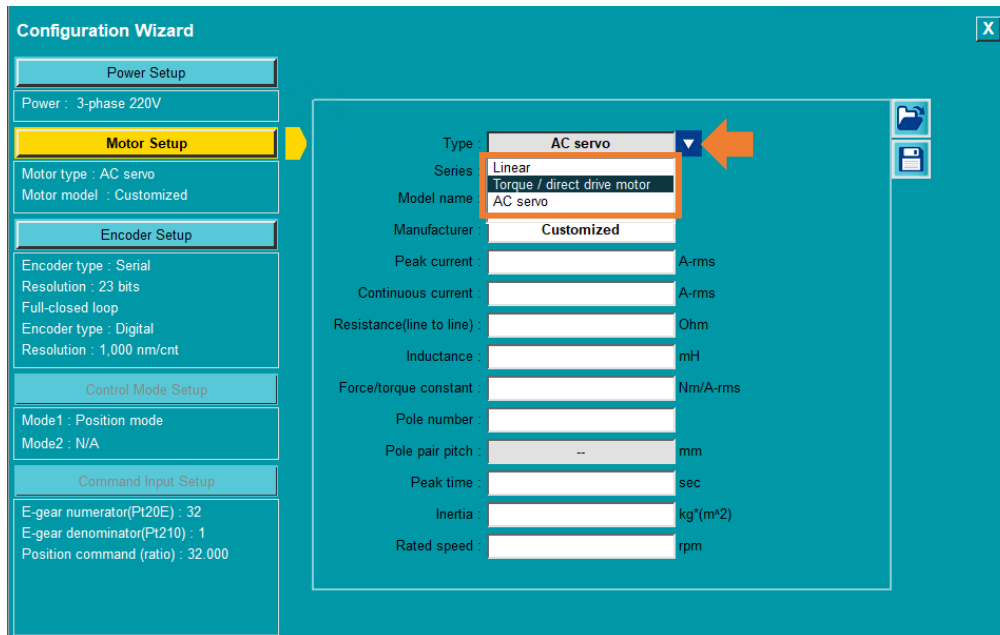 Configuration Wizard
X
Power Setup
Power : 3-phase 220V
Motor Setup
Motor type : AC servo
Motor model : Customized
Encoder Setup
Encoder type : Serial
Resolution : 23 bits
Full-closed loop
Encoder type : Digital
Resolution : 1,000 nm/cnt
Control Mode Setup
Mode1 : Position mode
Mode2 : N/A
Command Input Setup
E-gear numerator(Pt20E) : 32
E-gear denominator(Pt210) : 1
Position command (ratio) : 32.000
Type : AC servo
Series
Linear
Torque / direct drive motor
Model name
AC servo
Manufacturer : Customized
Peak current : A-rms
Continuous current : A-rms
Resistance(line to line) : Ohm
Inductance : mH
Force/torque constant : Nm/A-rms
Pole number :
Pole pair pitch : -- mm
Peak time : sec
Inertia : kg*(m^2)
Rated speed : rpm